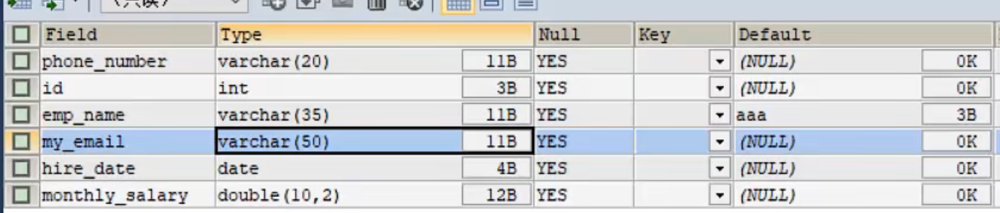 (只读)
Field Type Null Key Default
phone_number varchar(20) 11B YES (NULL) 0K
id int 3B YES (NULL) 0K
emp_name varchar(35) 11B YES aaa 3B
my_email varchar(50) 11B YES (NULL) 0K
hire_date date 4B YES (NULL) 0K
monthly_salary double(10,2) 12B YES (NULL) 0K